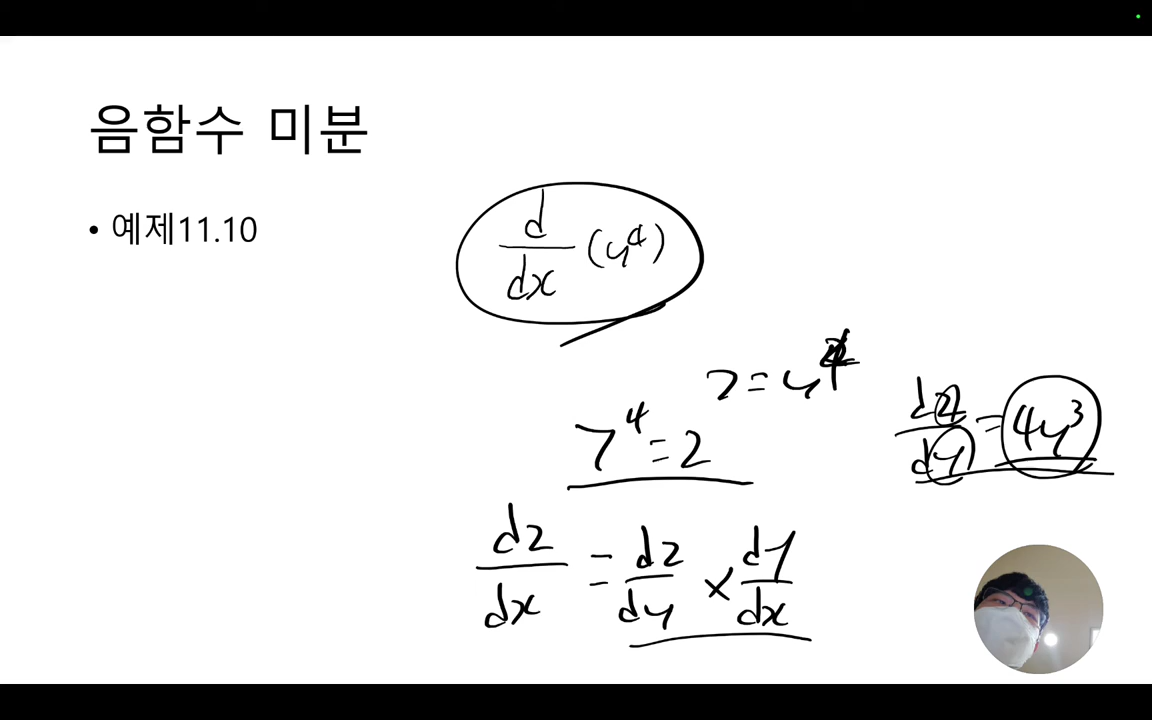 음함수 미분
• 예제11.10
d/dx (y⁴)
z = y⁴
y⁴ = z
dz/dy = 4y³
dz/dx = dz/dy × dy/dx